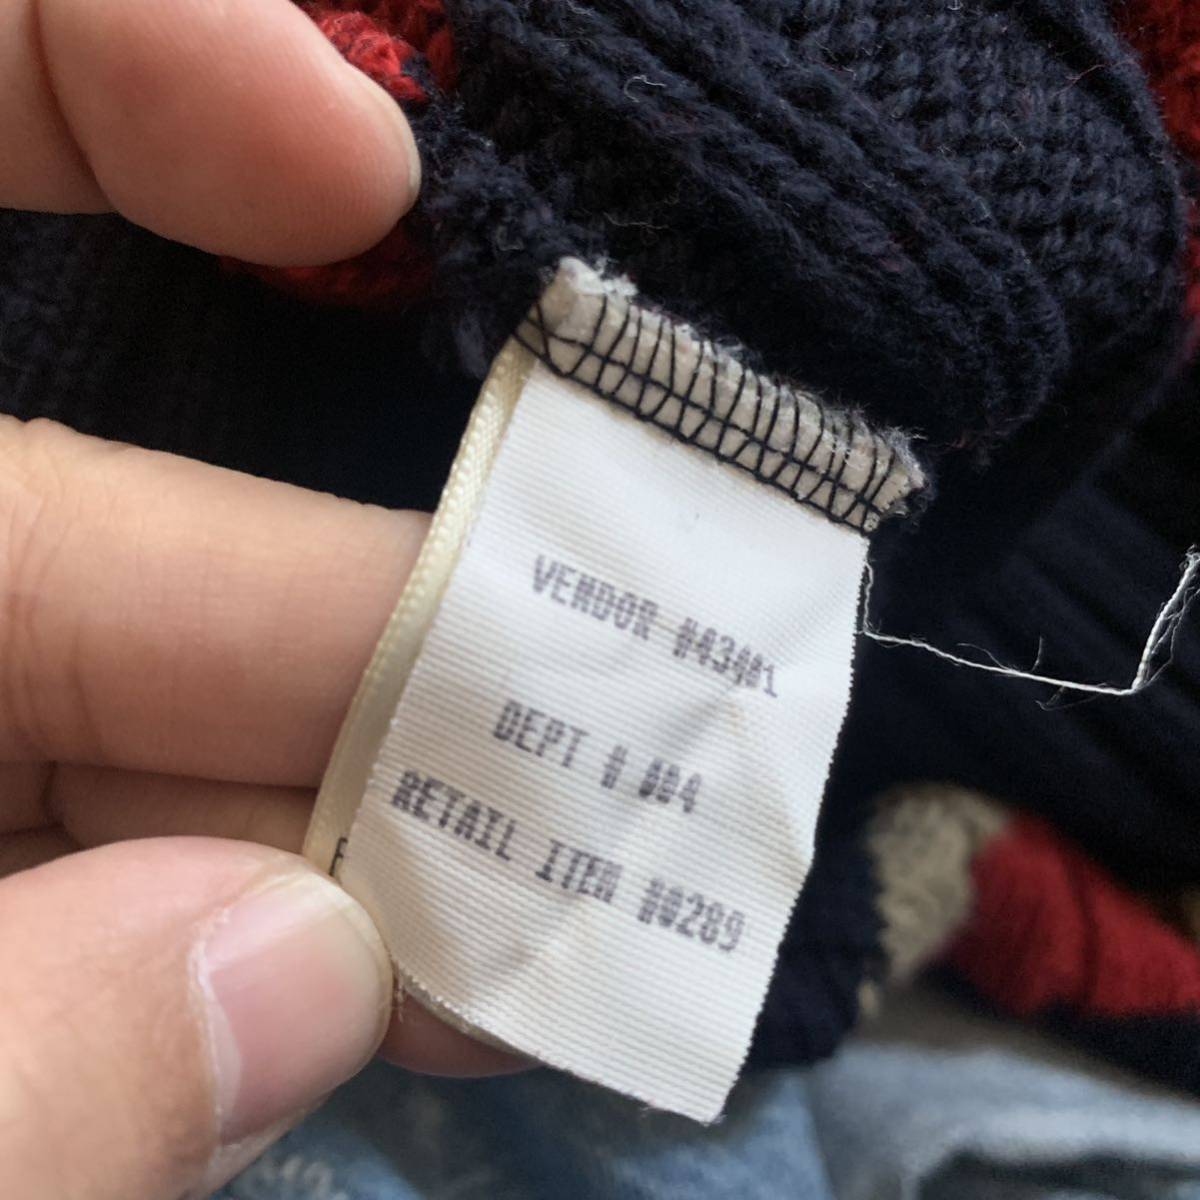 VENDOR #43401
DEPT # 004
RETAIL ITEM #0289